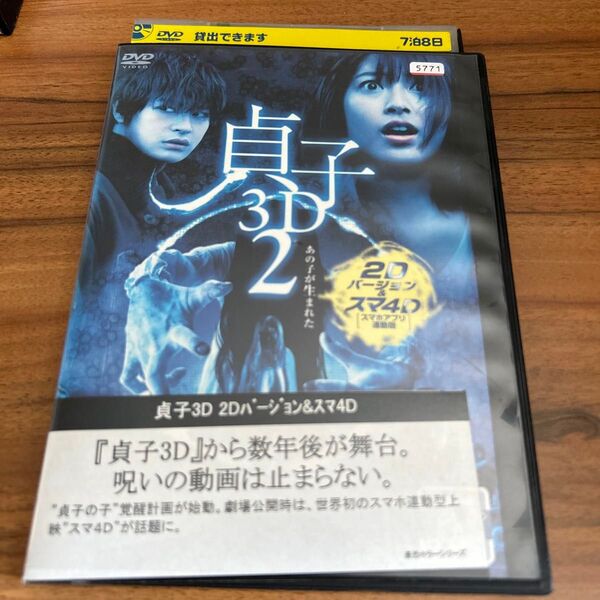 DVD
貸出できます
7泊8日
DVD
VIDEO
5771
貞子
3D
2
あの子が生まれた
2D
バージョン
&
スマ4D
スマホアプリ
連動版
貞子3D 2Dバージョン&スマ4D
『貞子3D』から数年後が舞台。
呪いの動画は止まらない。
"貞子の子"覚醒計画が始動。劇場公開時は、世界初のスマホ連動型上
映"スマ4D"が話題に。